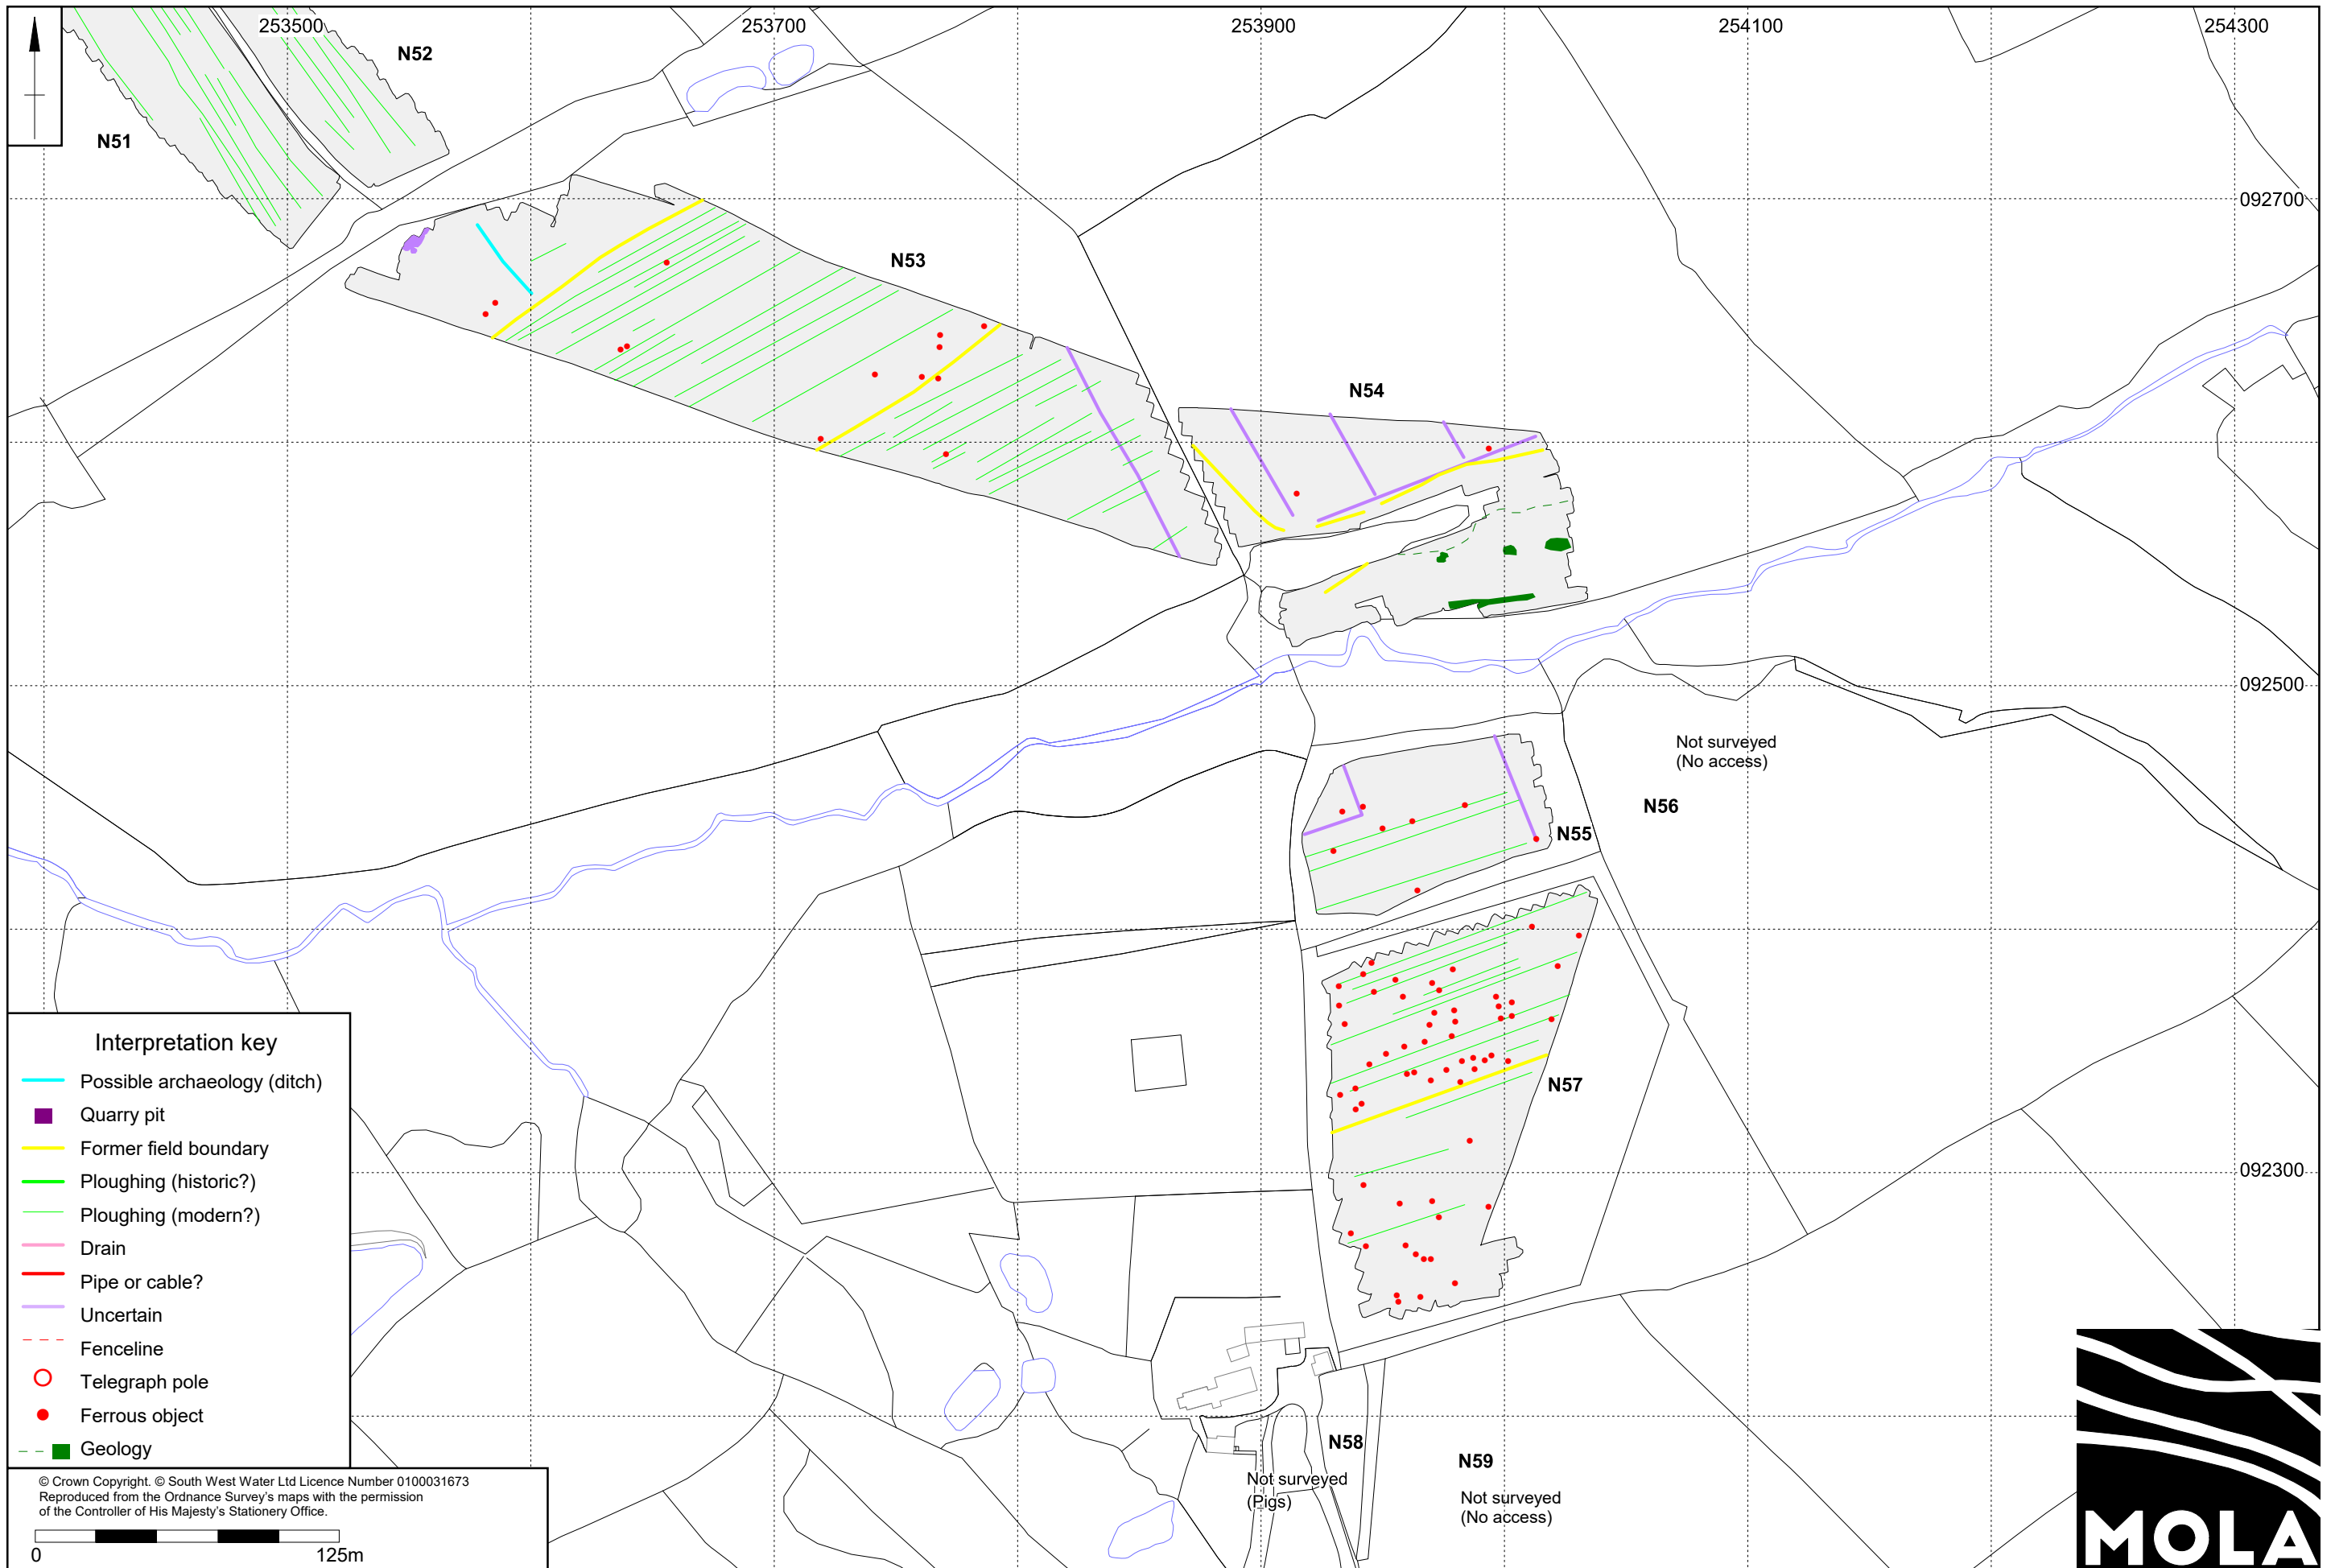 253500
253700
253900
254100
254300
N52
N51
092700
N53
N54
092500
Not surveyed
(No access)
N56
N55
N57
092300
Interpretation key
Possible archaeology (ditch)
Quarry pit
Former field boundary
Ploughing (historic?)
Ploughing (modern?)
Drain
Pipe or cable?
Uncertain
Fenceline
Telegraph pole
Ferrous object
Geology
N58
N59
Not surveyed
(Pigs)
Not surveyed
(No access)
© Crown Copyright. © South West Water Ltd Licence Number 0100031673
Reproduced from the Ordnance Survey's maps with the permission
of the Controller of His Majesty's Stationery Office.
0 125m
MOLA